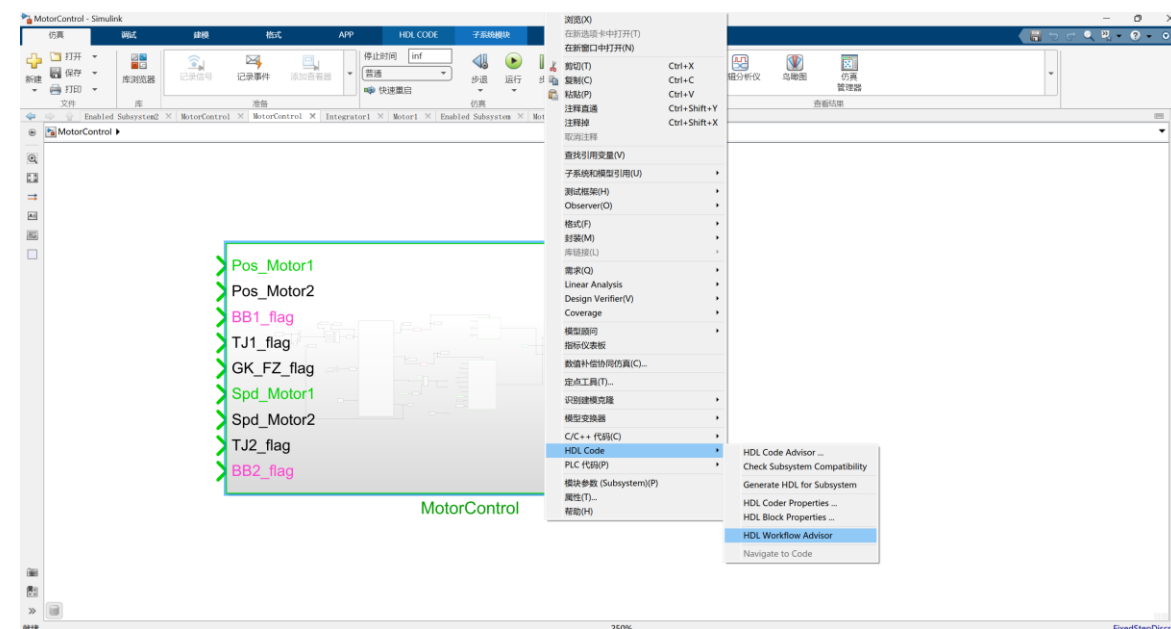 MotorControl - Simulink
仿真 调试 建模 格式 APP HDL CODE 子系统模块
新建
打开
保存
打印
文件
库浏览器
库
记录信号
记录事件
添加查看器
准备
停止时间 inf
普通
快速重启
步退
运行
仿真
辑分析仪
鸟瞰图
仿真
管理器
查看结果
Enabled Subsystem2 MotorControl MotorControl Integrator1 Motor1 Enabled Subsystem Mot
MotorControl
Pos_Motor1
Pos_Motor2
BB1_flag
TJ1_flag
GK_FZ_flag
Spd_Motor1
Spd_Motor2
TJ2_flag
BB2_flag
MotorControl
浏览(X)
在新选项卡中打开(T)
在新窗口中打开(N)
剪切(T) Ctrl+X
复制(C) Ctrl+C
粘贴(P) Ctrl+V
注释直通 Ctrl+Shift+Y
注释掉 Ctrl+Shift+X
取消注释
查找引用变量(V)
子系统和模型引用(U)
测试框架(H)
Observer(O)
格式(F)
封装(M)
库链接(L)
需求(Q)
Linear Analysis
Design Verifier(V)
Coverage
模型顾问
指标仪表板
数值补偿协同仿真(C)...
定点工具(T)...
识别建模克隆
模型变换器
C/C++ 代码(C)
HDL Code
PLC 代码(P)
模块参数 (Subsystem)(P)
属性(T)...
帮助(H)
HDL Code Advisor ...
Check Subsystem Compatibility
Generate HDL for Subsystem
HDL Coder Properties ...
HDL Block Properties ...
HDL Workflow Advisor
Navigate to Code
250%
FixedStepDisc